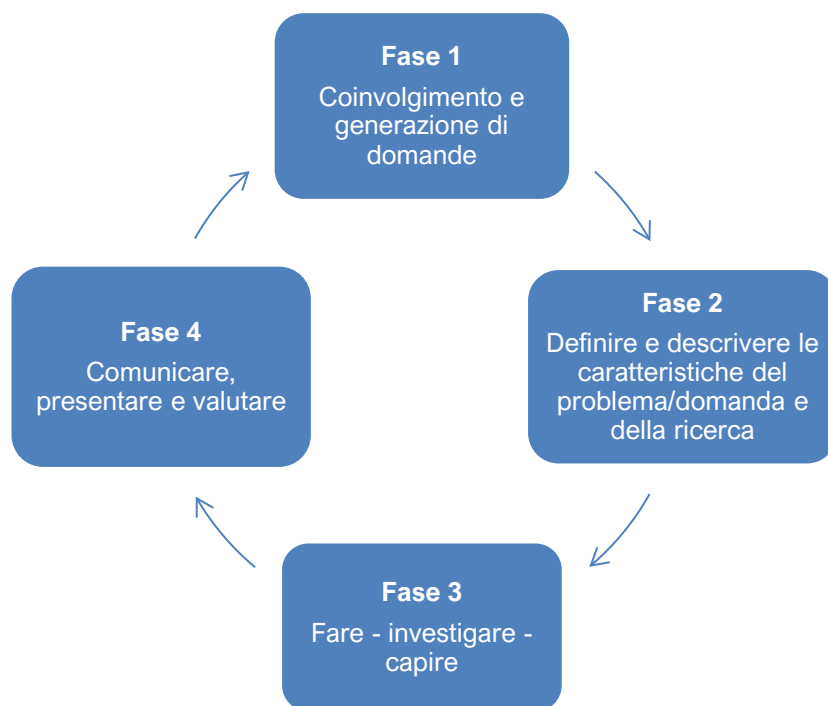 Fase 1
Coinvolgimento e
generazione di
domande
Fase 2
Definire e descrivere le
caratteristiche del
problema/domanda e
della ricerca
Fase 3
Fare - investigare -
capire
Fase 4
Comunicare,
presentare e valutare